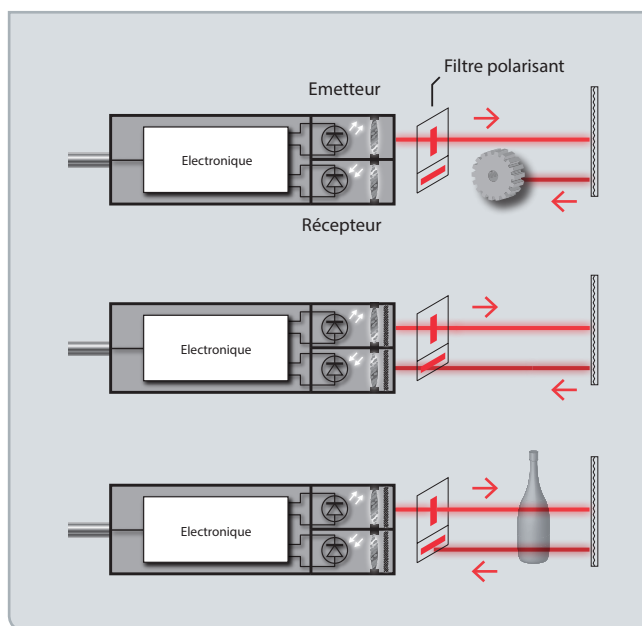 Filtre polarisant
Emetteur
Electronique
Récepteur
Electronique
Electronique